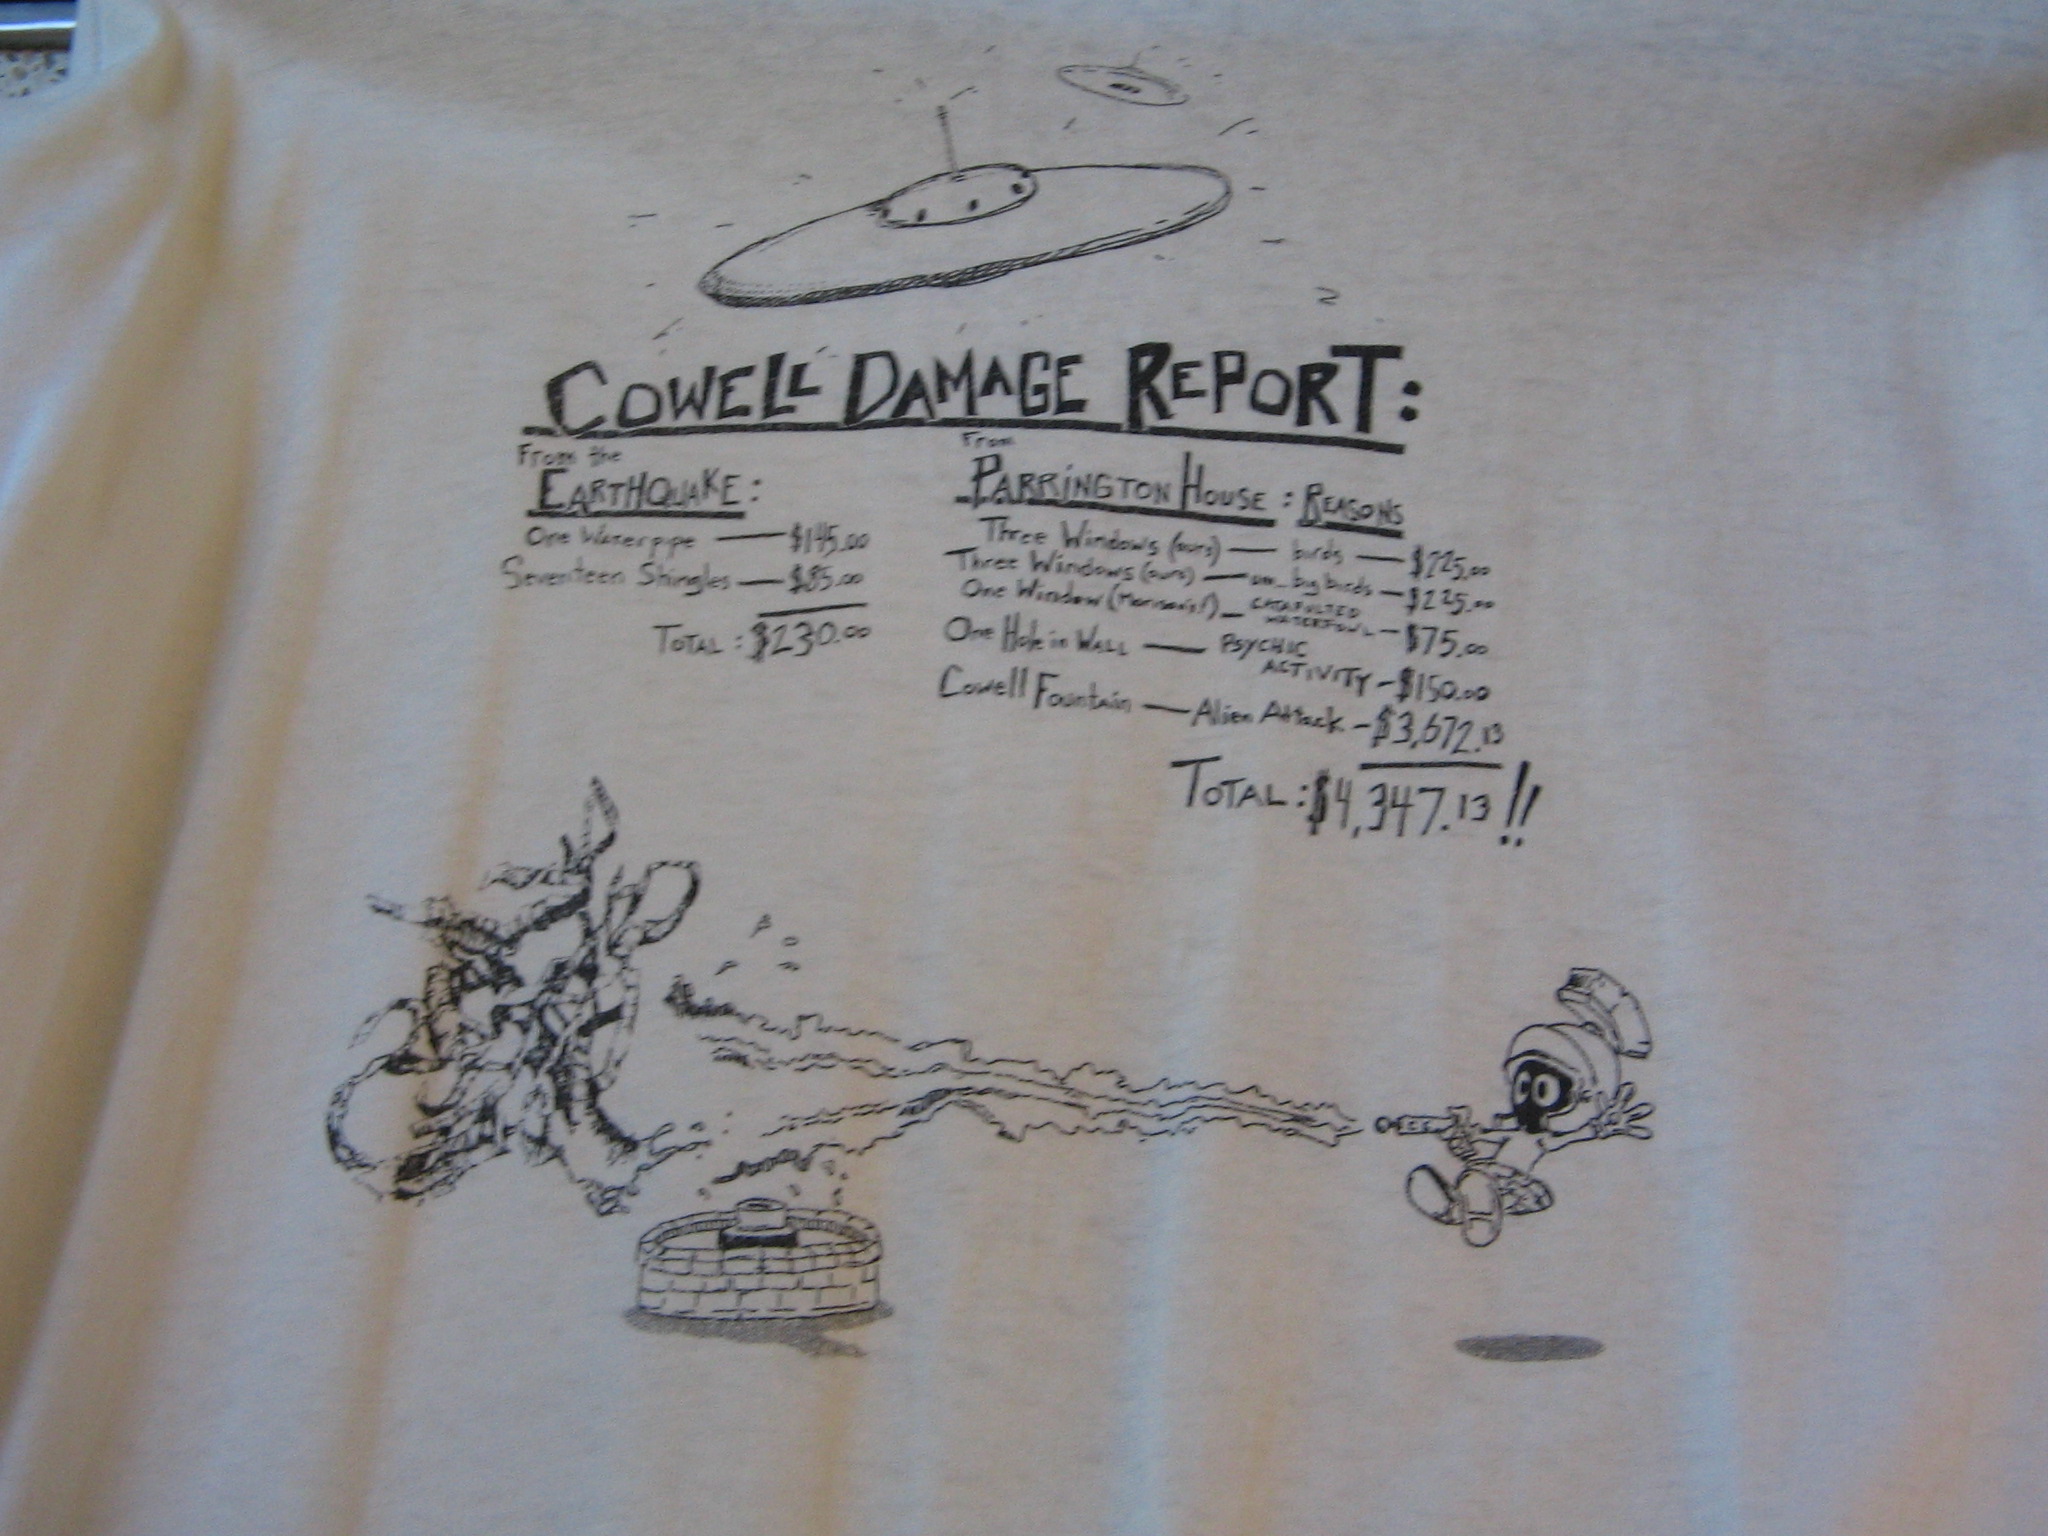 COWELL DAMAGE REPORT:
From the
EARTHQUAKE:
One Waterpipe — $145.00
Seventeen Shingles — $85.00
TOTAL: $230.00
From
PARRINGTON HOUSE: REASONS
Three Windows (ours) — birds — $225.00
Three Windows (ours) — um.. big birds — $225.00
One Window (Morison's!) — CATAPULTED WATERFOWL — $75.00
One Hole in WALL — PSYCHIC
ACTIVITY — $150.00
Cowell Fountain — Alien Attack — $3,672.13
TOTAL: $4,347.13!!